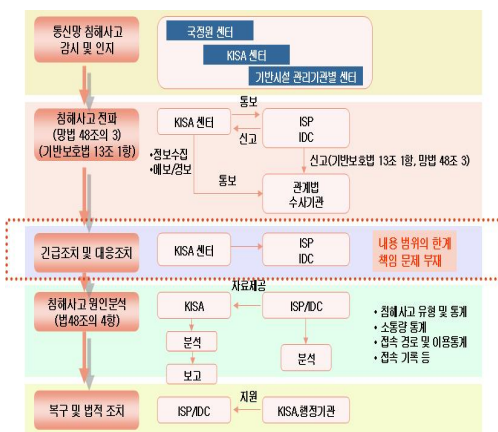 통신망 침해사고
감시 및 인지
국정원 센터
KISA 센터
기반시설 관리기관별 센터
침해사고 전파
(망법 48조의 3)
(기반보호법 13조 1항)
KISA 센터
통보
신고
ISP
IDC
•정보수집
•예보/경보
신고(기반보호법 13조 1항, 망법 48조 3)
통보
관계법
수사기관
긴급조치 및 대응조치
KISA 센터
ISP
IDC
내용 범위의 한계
책임 문제 부재
침해사고 원인분석
(법48조의 4항)
자료제공
KISA
ISP/IDC
분석
보고
분석
• 침해사고 유형 및 통계
• 소통량 통계
• 접속 경로 및 이용통계
• 접속 기록 등
복구 및 법적 조치
ISP/IDC
지원
KISA,행정기관